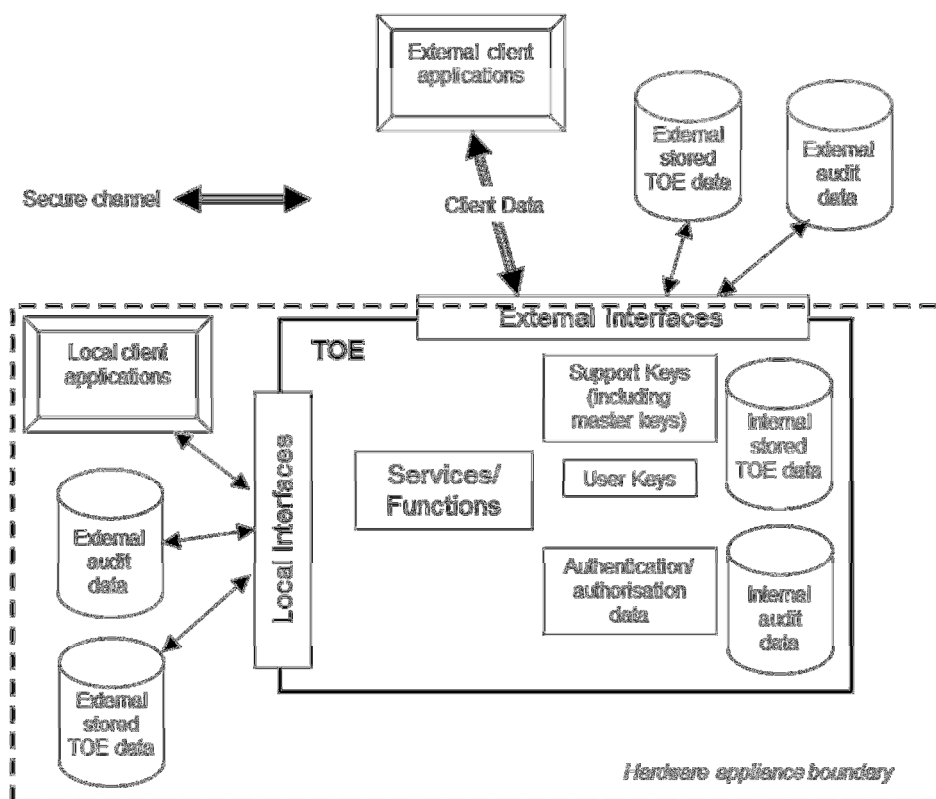 External client
applications
External
stored
TOE data
External
audit
data
Secure channel
Client Data
External Interfaces
TOE
Local client
applications
Support Keys
(including
master keys)
Internal
stored
TOE data
Local Interfaces
Services/
Functions
User Keys
External
audit
data
Authentication/
authorisation
data
Internal
audit
data
External
stored
TOE data
Hardware appliance boundary